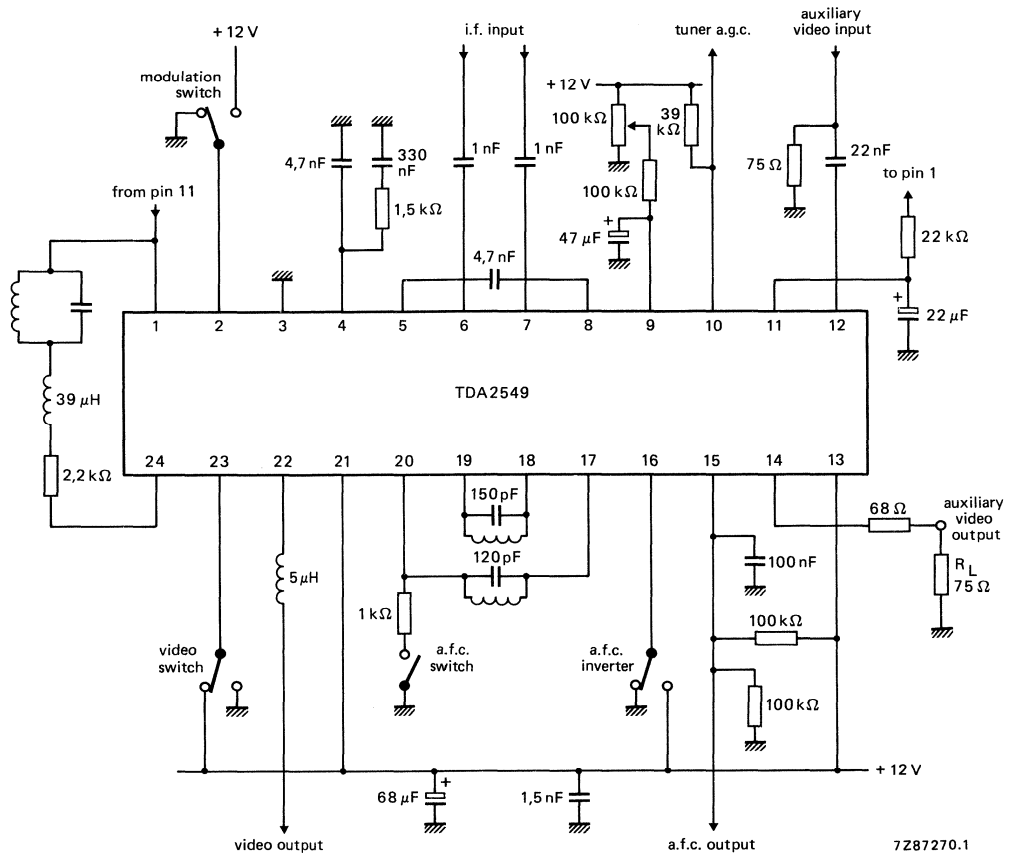 + 12 V
modulation
switch
i.f. input
tuner a.g.c.
auxiliary
video input
+ 12 V
100 kΩ
39
kΩ
4,7 nF
330
nF
1 nF
1 nF
75 Ω
22 nF
from pin 11
1,5 kΩ
100 kΩ
to pin 1
47 µF
+
22 kΩ
4,7 nF
+
22 µF
1 2 3 4 5 6 7 8 9 10 11 12
39 µH
TDA2549
2,2 kΩ
24 23 22 21 20 19 18 17 16 15 14 13
150 pF
68 Ω
auxiliary
video
output
120 pF
5 µH
100 nF
RL
75 Ω
1 kΩ
100 kΩ
video
switch
a.f.c.
switch
a.f.c.
inverter
100 kΩ
+ 12 V
68 µF
+
1,5 nF
video output
a.f.c. output
7Z87270.1